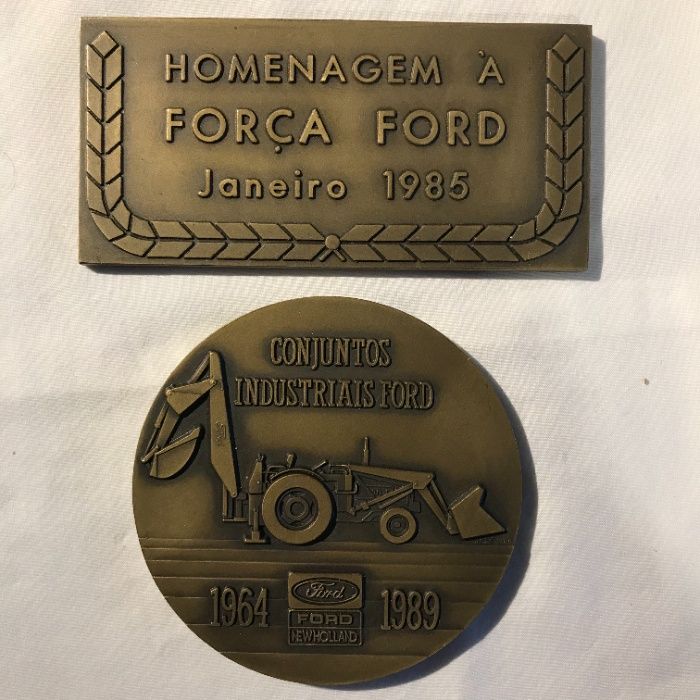 HOMENAGEM À
FORÇA FORD
Janeiro 1985
CONJUNTOS
INDUSTRIAIS FORD
1964 Ford 1989
FORD
NEW HOLLAND